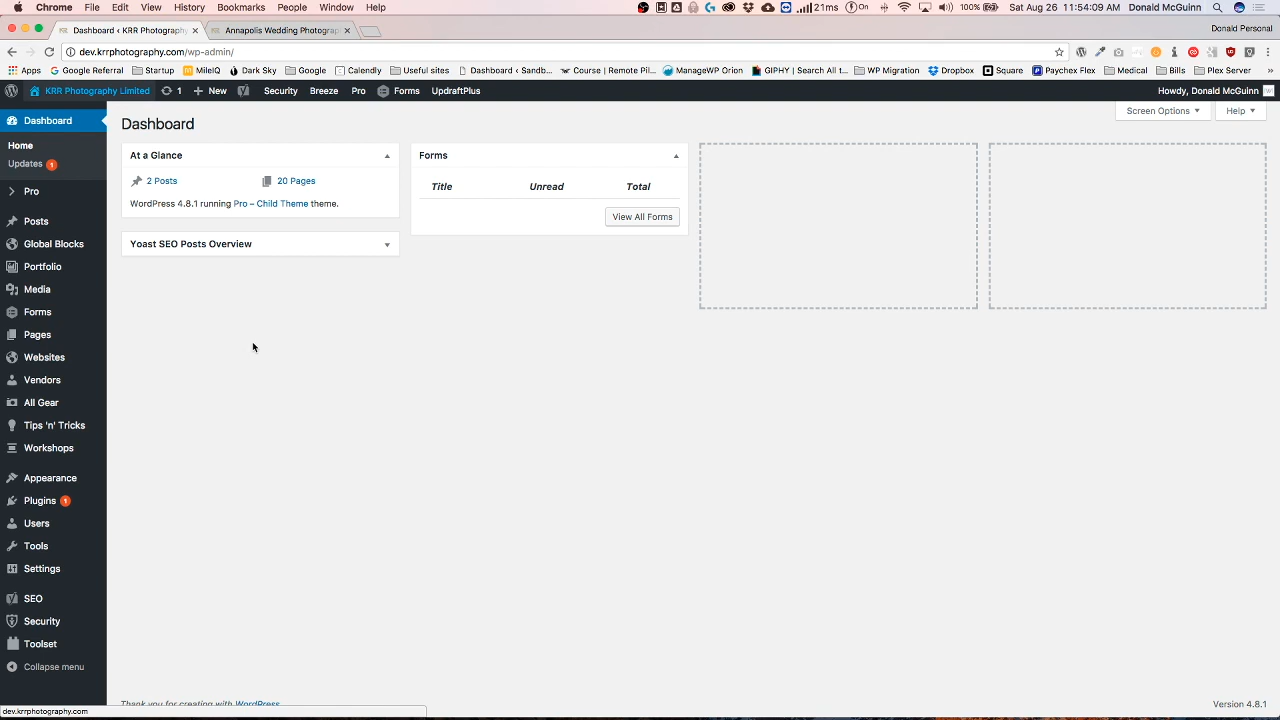 Chrome File Edit View History Bookmarks People Window Help 21ms On 100% Sat Aug 26 11:54:09 AM Donald McGuinn
Dashboard ‹ KRR Photography × Annapolis Wedding Photograp × Donald Personal
dev.krrphotography.com/wp-admin/
Apps Google Referral Startup MileIQ Dark Sky Google Calendly Useful sites Dashboard ‹ Sandb... Course | Remote Pil... ManageWP Orion GIPHY | Search All t... WP Migration Dropbox Square Paychex Flex Medical Bills Plex Server »
KRR Photography Limited 1 New Security Breeze Pro Forms UpdraftPlus Howdy, Donald McGuinn
Dashboard
Home
Updates 1
Pro
Posts
Global Blocks
Portfolio
Media
Forms
Pages
Websites
Vendors
All Gear
Tips 'n' Tricks
Workshops
Appearance
Plugins 1
Users
Tools
Settings
SEO
Security
Toolset
Collapse menu
Screen Options Help
Dashboard
At a Glance
2 Posts 20 Pages
WordPress 4.8.1 running Pro – Child Theme theme.
Yoast SEO Posts Overview
Forms
Title Unread Total
View All Forms
Thank you for creating with WordPress.
Version 4.8.1
dev.krrphotography.com